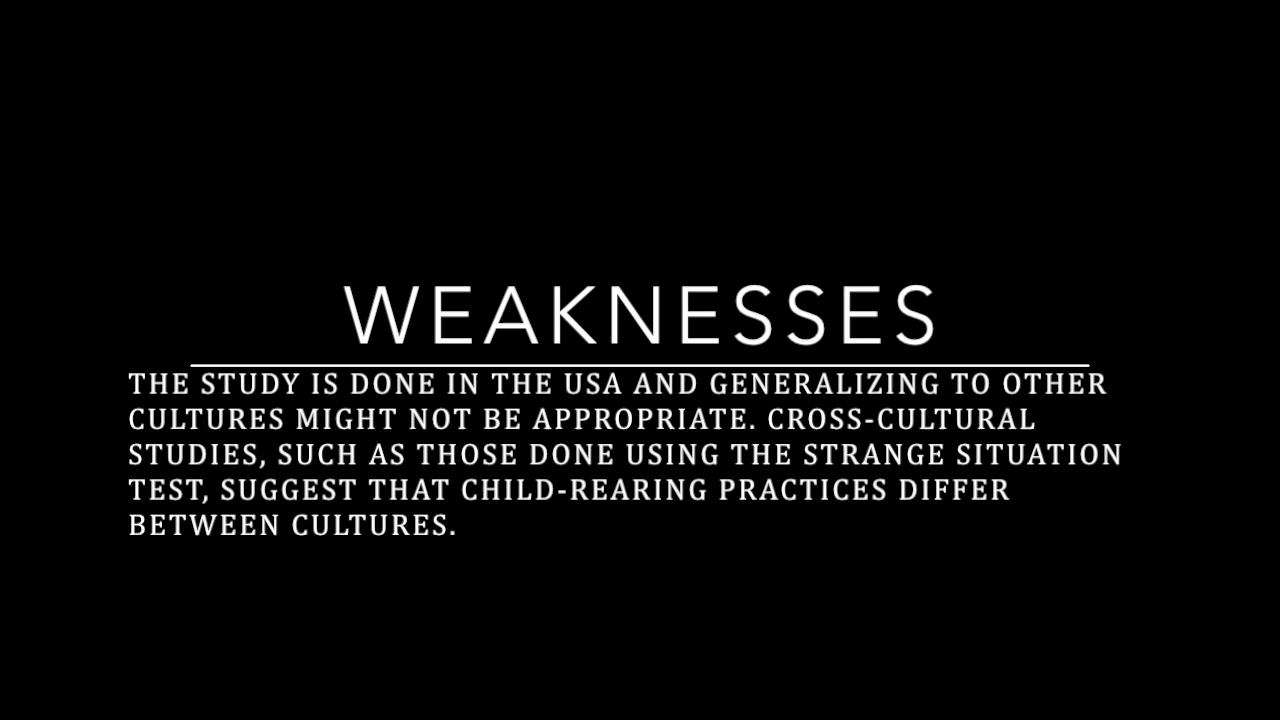 WEAKNESSES
THE STUDY IS DONE IN THE USA AND GENERALIZING TO OTHER
CULTURES MIGHT NOT BE APPROPRIATE. CROSS-CULTURAL
STUDIES, SUCH AS THOSE DONE USING THE STRANGE SITUATION
TEST, SUGGEST THAT CHILD-REARING PRACTICES DIFFER
BETWEEN CULTURES.